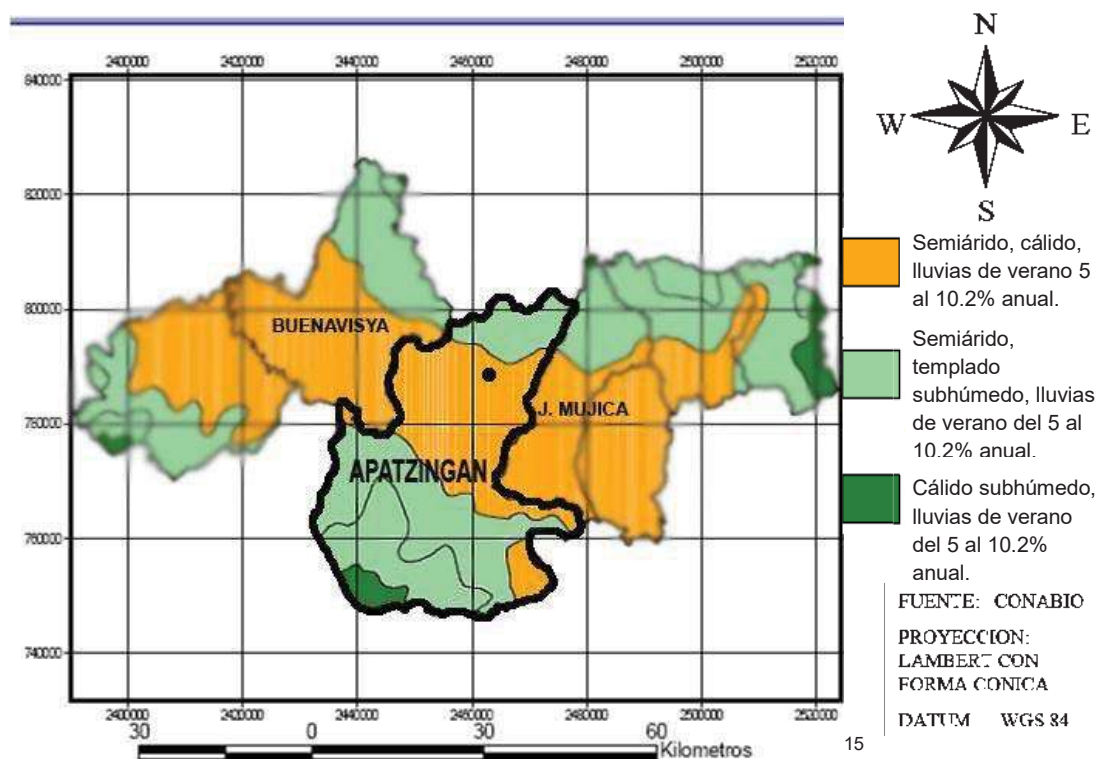 2400000 2420000 2440000 2460000 2480000 2500000 2520000
840000
820000
800000
780000
760000
740000
BUENAVISYA
J. MUJICA
APATZINGAN
2400000 2420000 2440000 2460000 2480000 2500000 2520000
30 0 30 60
Kilometros
N
W E
S
Semiárido, cálido,
lluvias de verano 5
al 10.2% anual.
Semiárido,
templado
subhúmedo, lluvias
de verano del 5 al
10.2% anual.
Cálido subhúmedo,
lluvias de verano
del 5 al 10.2%
anual.
FUENTE: CONABIO
PROYECCION:
LAMBERT CON
FORMA CONICA
DATUM WGS 84
15